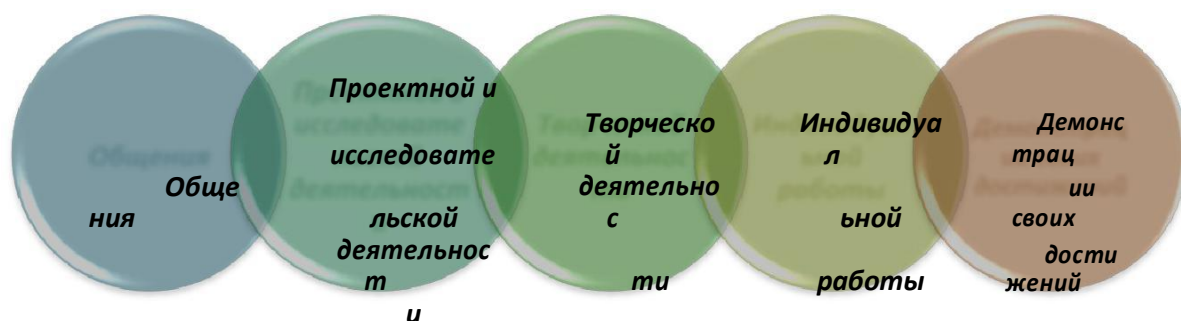 Обще
ния
Проектной и
исследовате
льской
деятельнос
т
и
Творческо
й
деятельно
с
ти
Индивидуа
л
ьной
работы
Демонс
трац
ии
своих
дости
жений